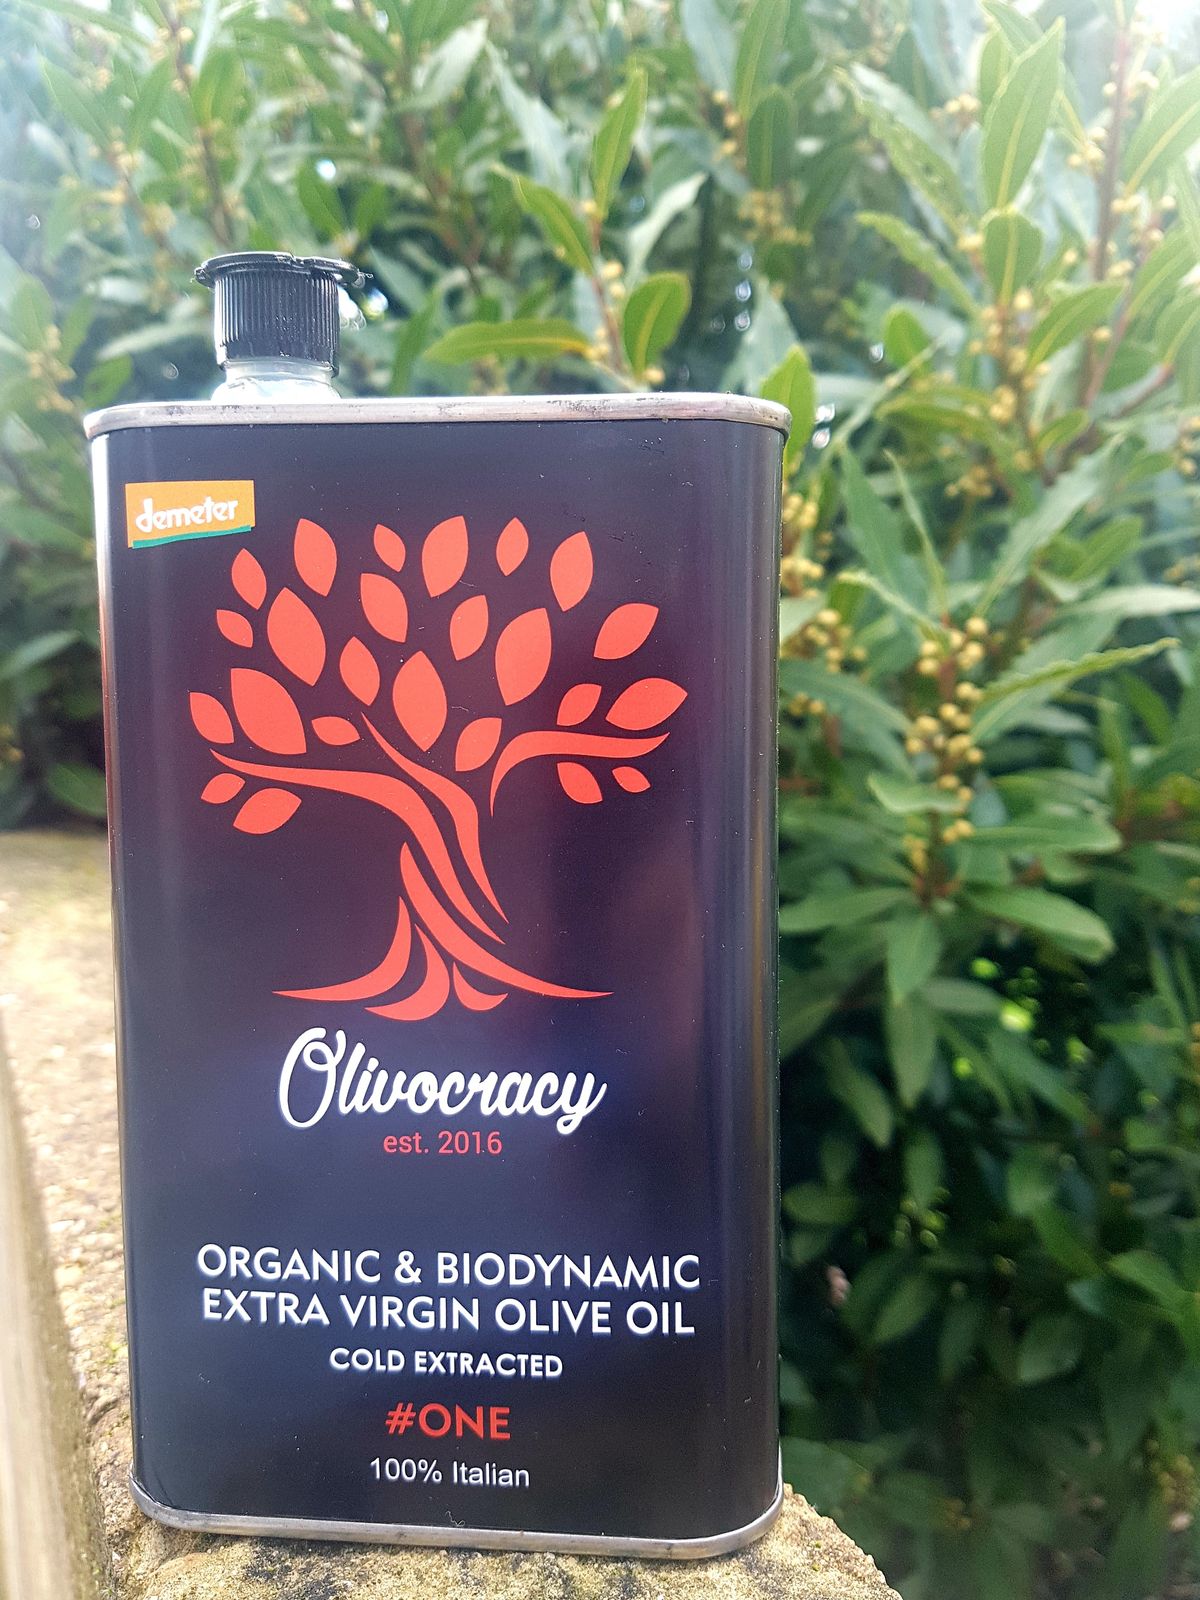 demeter
Olivocracy
est. 2016
ORGANIC & BIODYNAMIC
EXTRA VIRGIN OLIVE OIL
COLD EXTRACTED
#ONE
100% Italian